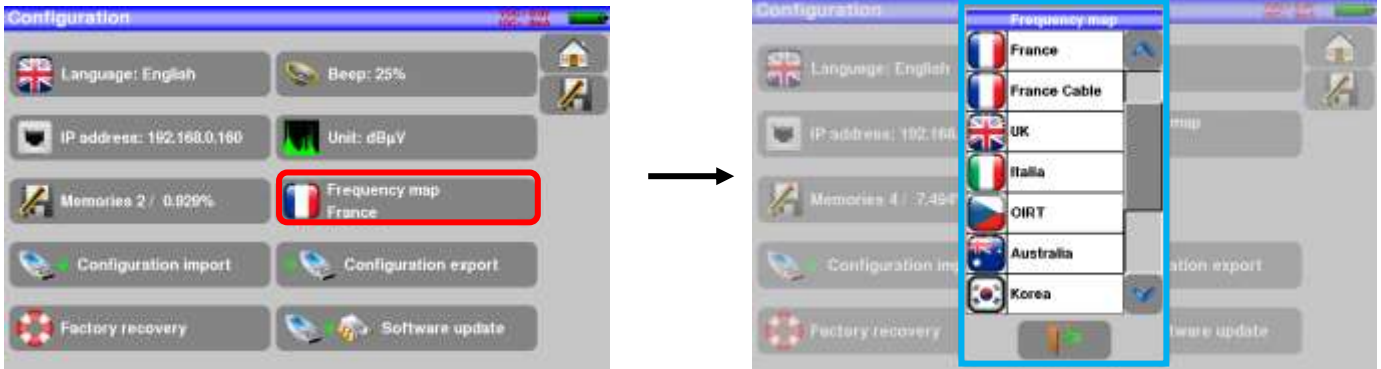 Configuration
Language: English
Beep: 25%
IP address: 192.168.0.160
Unit: dBµV
Memories 2 / 0.929%
Frequency map
France
Configuration import
Configuration export
Factory recovery
Software update
Configuration
Language: English
IP address: 192.168
map
Memories 4 / 7.494
Configuration im
ation export
Factory recovery
tware update
Frequency map
France
France Cable
UK
Italia
OIRT
Australia
Korea